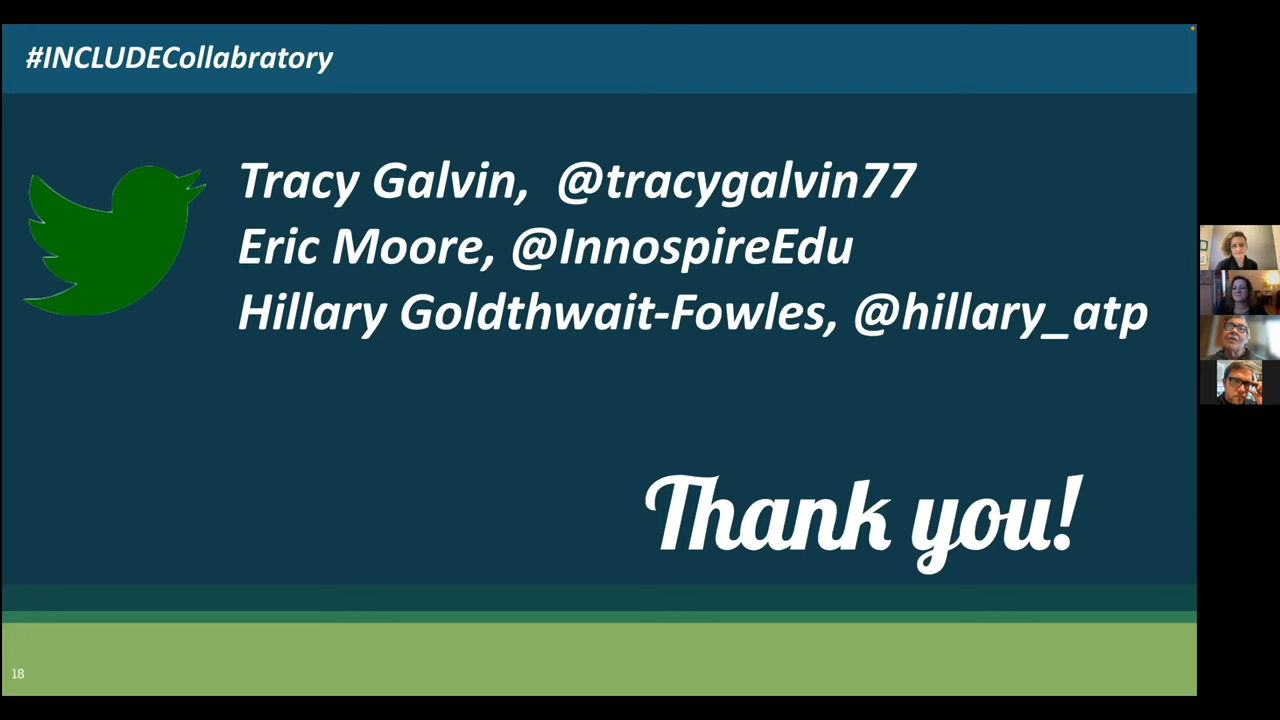 #INCLUDECollabratory
Tracy Galvin, @tracygalvin77
Eric Moore, @InnospireEdu
Hillary Goldthwait-Fowles, @hillary_atp
Thank you!
18